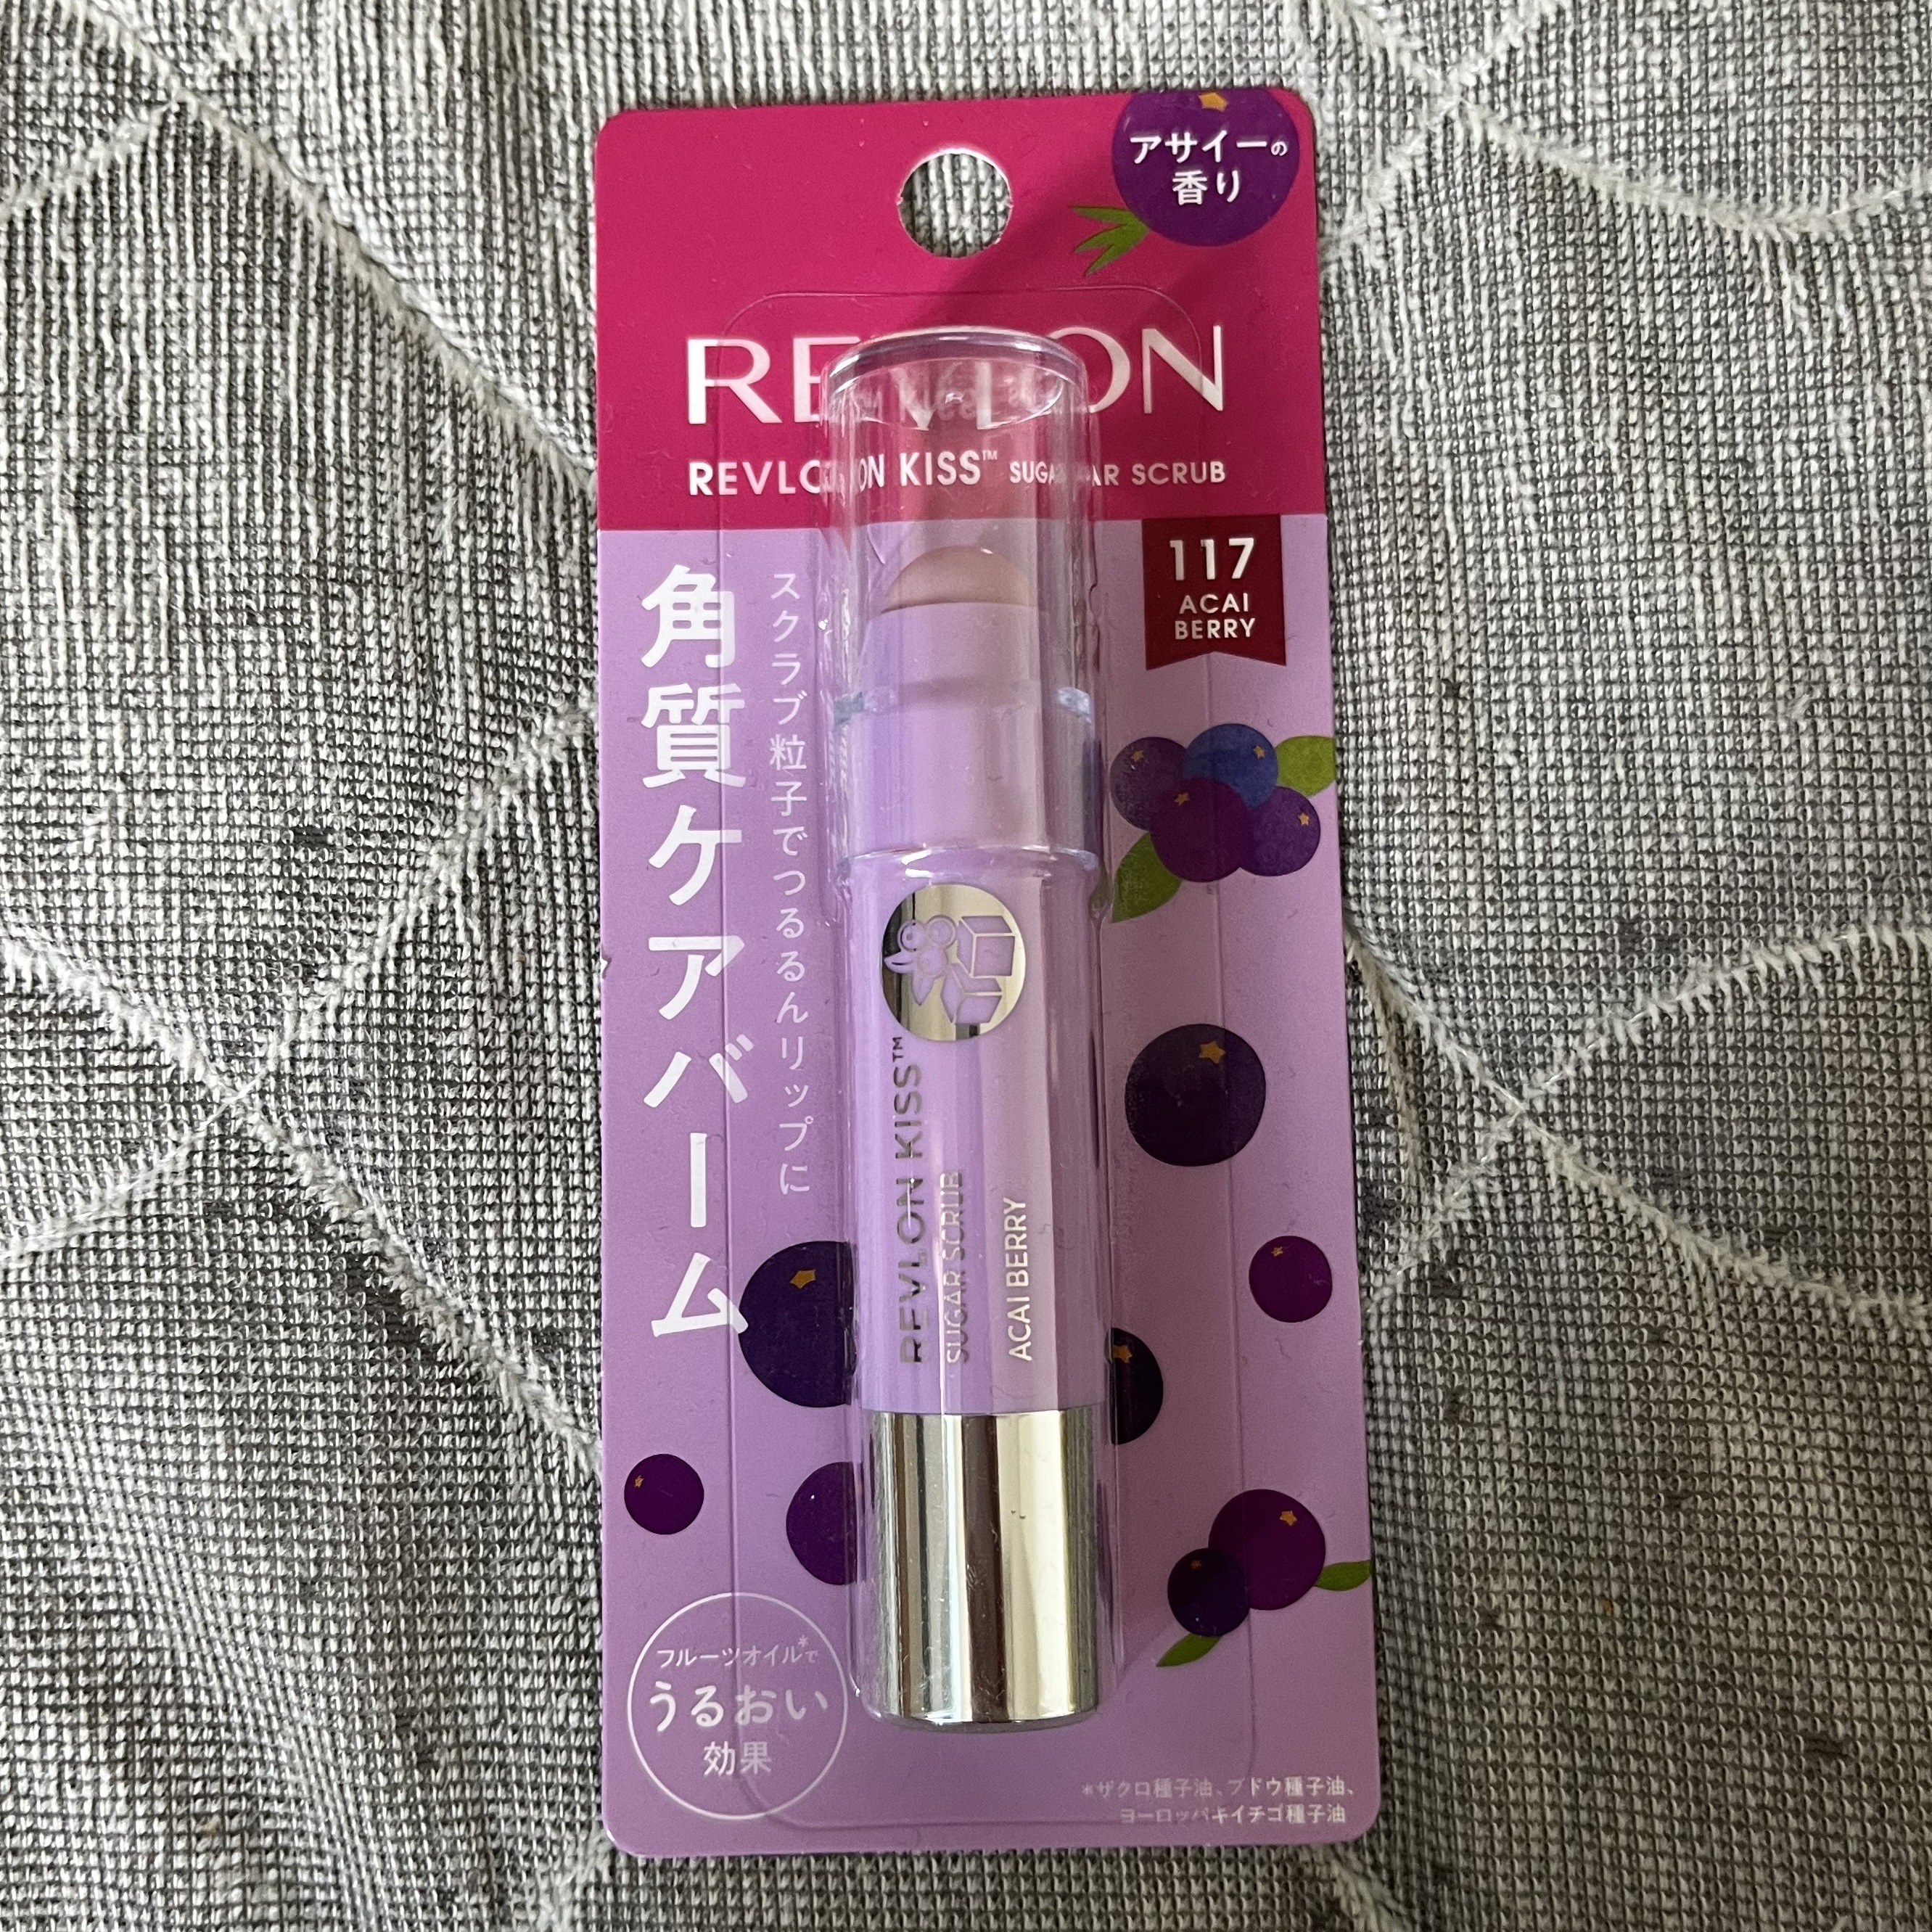 アサイーの
香り
REVLON
REVLON KISS™ SUGAR SCRUB
117
ACAI
BERRY
スクラブ粒子でつるるんリップに
角質ケアバーム
REVLON KISS™
SUGAR SCRUB
ACAI BERRY
フルーツオイル*で
うるおい
効果
*ザクロ種子油、ブドウ種子油、
ヨーロッパキイチゴ種子油